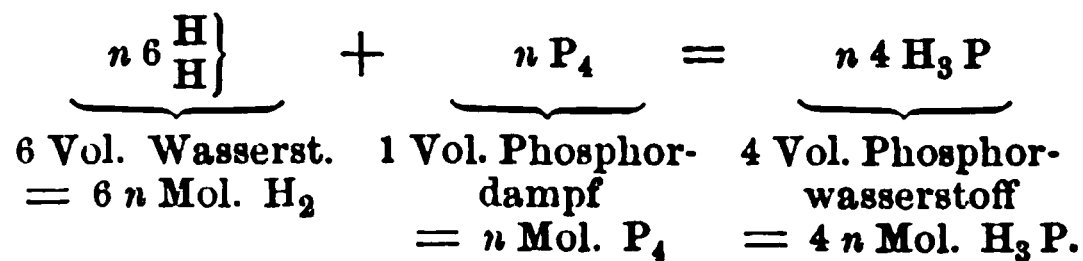 n 6 H H} + n P₄ = n 4 H₃ P
6 Vol. Wasserst. 1 Vol. Phosphor- 4 Vol. Phosphor-
= 6 n Mol. H₂ dampf wasserstoff
= n Mol. P₄ = 4 n Mol. H₃ P.